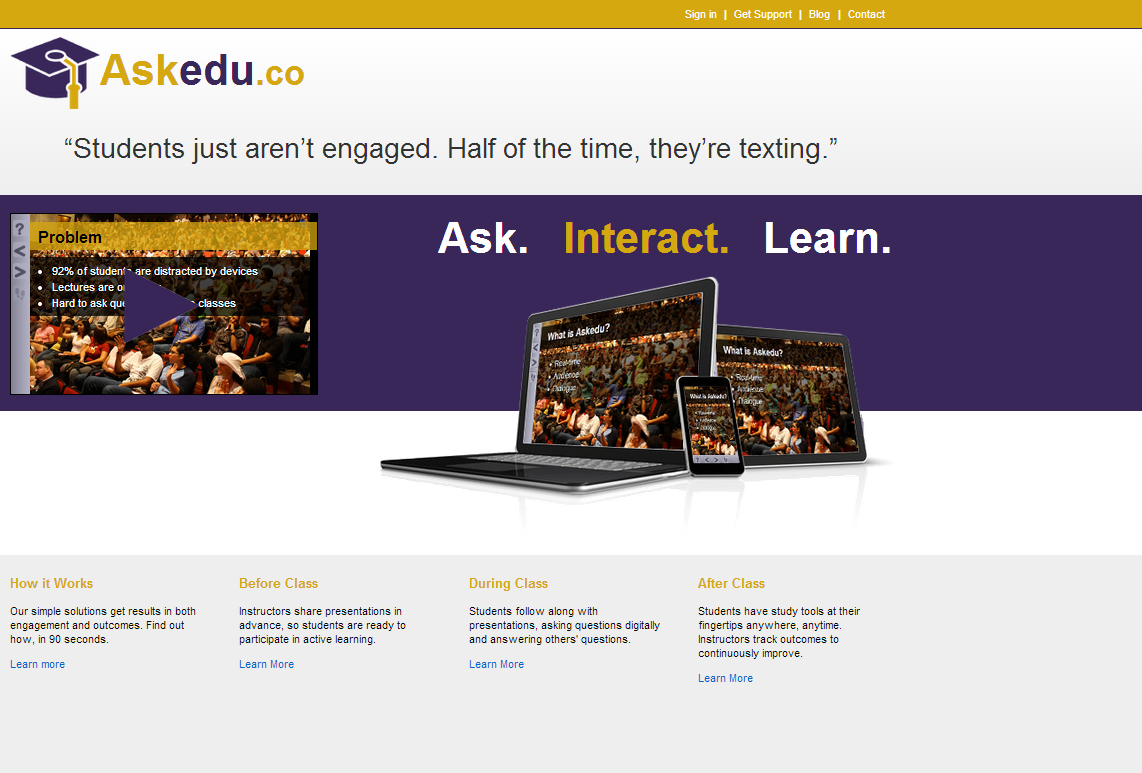 Sign in | Get Support | Blog | Contact
Askedu.co
“Students just aren’t engaged. Half of the time, they’re texting.”
Ask. Interact. Learn.
?
Problem
<
• 92% of students are distracted by devices
>
• Lectures are
• Hard to ask classes
What is Askedu?
• Real-time
• Audience
• Dialogue
What is Askedu?
• Real-time
• Audience
• Dialogue
What is Askedu?
• Real-time
• Audience
• Dialogue
How it Works
Our simple solutions get results in both
engagement and outcomes. Find out
how, in 90 seconds.
Learn more
Before Class
Instructors share presentations in
advance, so students are ready to
participate in active learning.
Learn More
During Class
Students follow along with
presentations, asking questions digitally
and answering others' questions.
Learn More
After Class
Students have study tools at their
fingertips anywhere, anytime.
Instructors track outcomes to
continuously improve.
Learn More